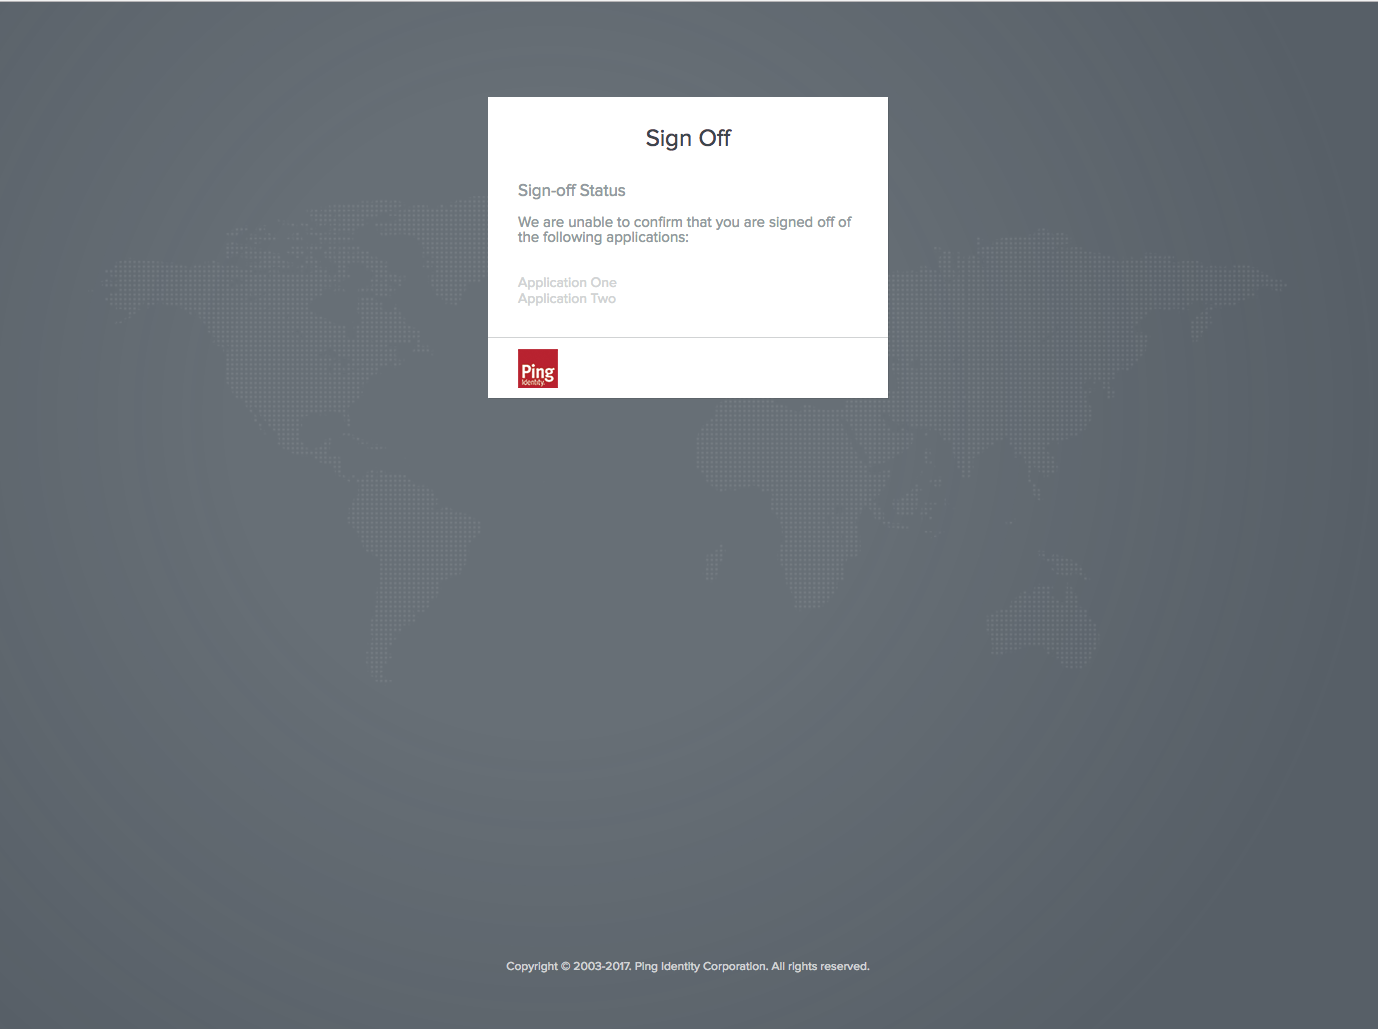 Sign Off
Sign-off Status
We are unable to confirm that you are signed off of
the following applications:
Application One
Application Two
Ping
Identity.
Copyright © 2003-2017. Ping Identity Corporation. All rights reserved.